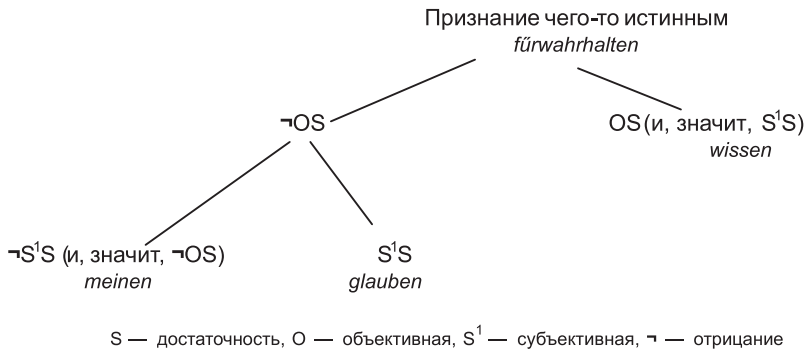 Признание чего-то истинным
fűrwahrhalten
¬OS
OS (и, значит, S¹S)
wissen
¬S¹S (и, значит, ¬OS)
meinen
S¹S
glauben
S — достаточность, O — объективная, S¹ — субъективная, ¬ — отрицание